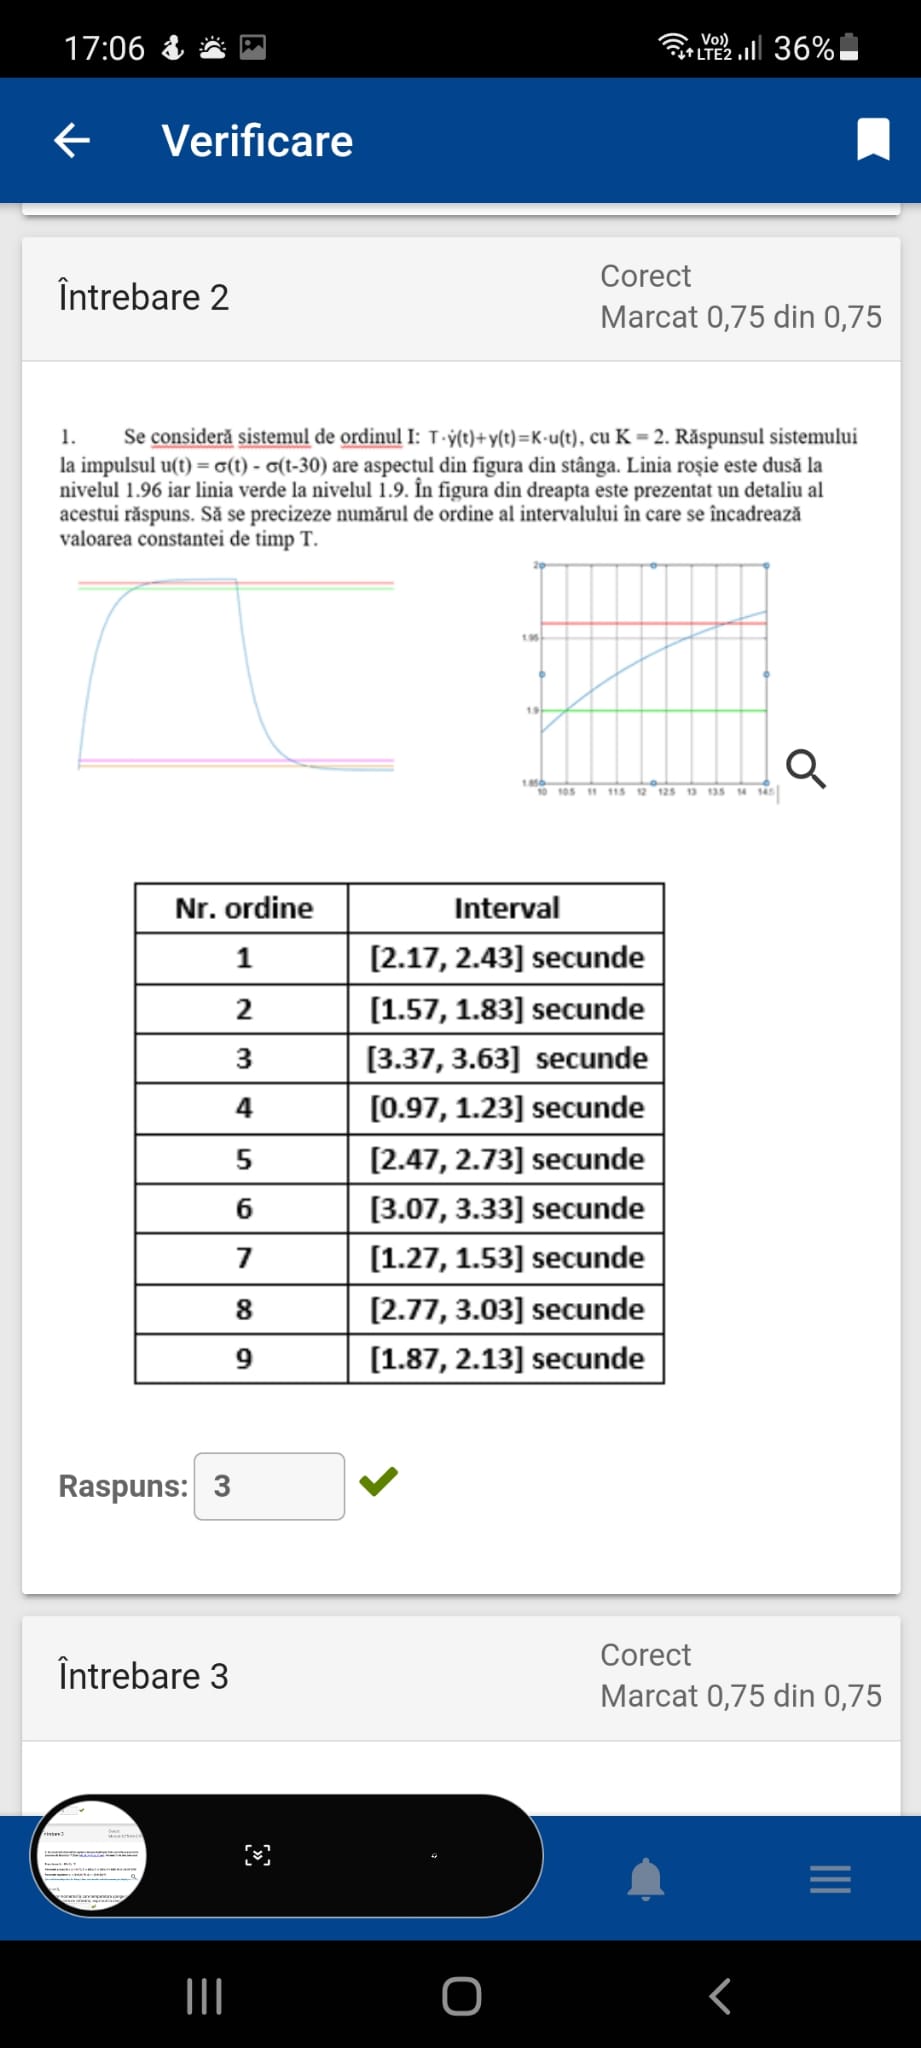 17:06
Vo))
LTE2
36%
Verificare
Întrebare 2
Corect
Marcat 0,75 din 0,75
1. Se consideră sistemul de ordinul I: T·ẏ(t)+y(t)=K·u(t), cu K = 2. Răspunsul sistemului
la impulsul u(t) = σ(t) - σ(t-30) are aspectul din figura din stânga. Linia roşie este dusă la
nivelul 1.96 iar linia verde la nivelul 1.9. În figura din dreapta este prezentat un detaliu al
acestui răspuns. Să se precizeze numărul de ordine al intervalului în care se încadrează
valoarea constantei de timp T.
2
1.95
1.9
1.85
10 10.5 11 11.5 12 12.5 13 13.5 14 14.5
Nr. ordine Interval
1 [2.17, 2.43] secunde
2 [1.57, 1.83] secunde
3 [3.37, 3.63] secunde
4 [0.97, 1.23] secunde
5 [2.47, 2.73] secunde
6 [3.07, 3.33] secunde
7 [1.27, 1.53] secunde
8 [2.77, 3.03] secunde
9 [1.87, 2.13] secunde
Raspuns: 3
Întrebare 3
Corect
Marcat 0,75 din 0,75